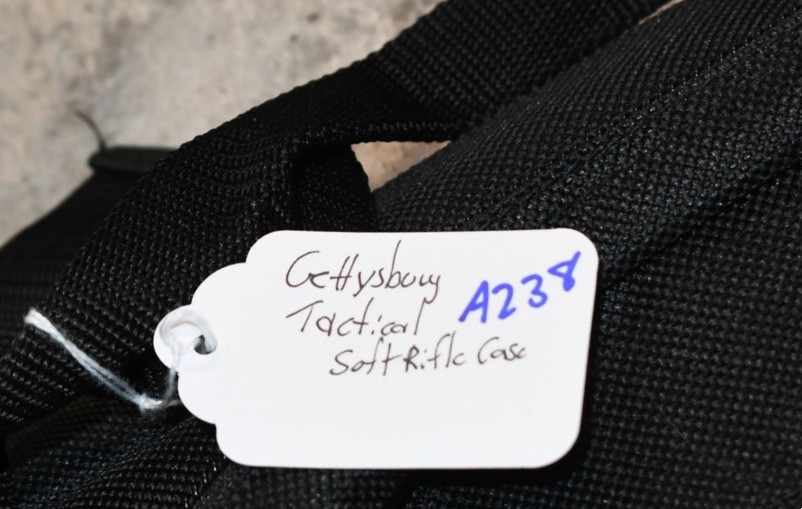 Gettysburg
Tactical
Soft Rifle Case
A238